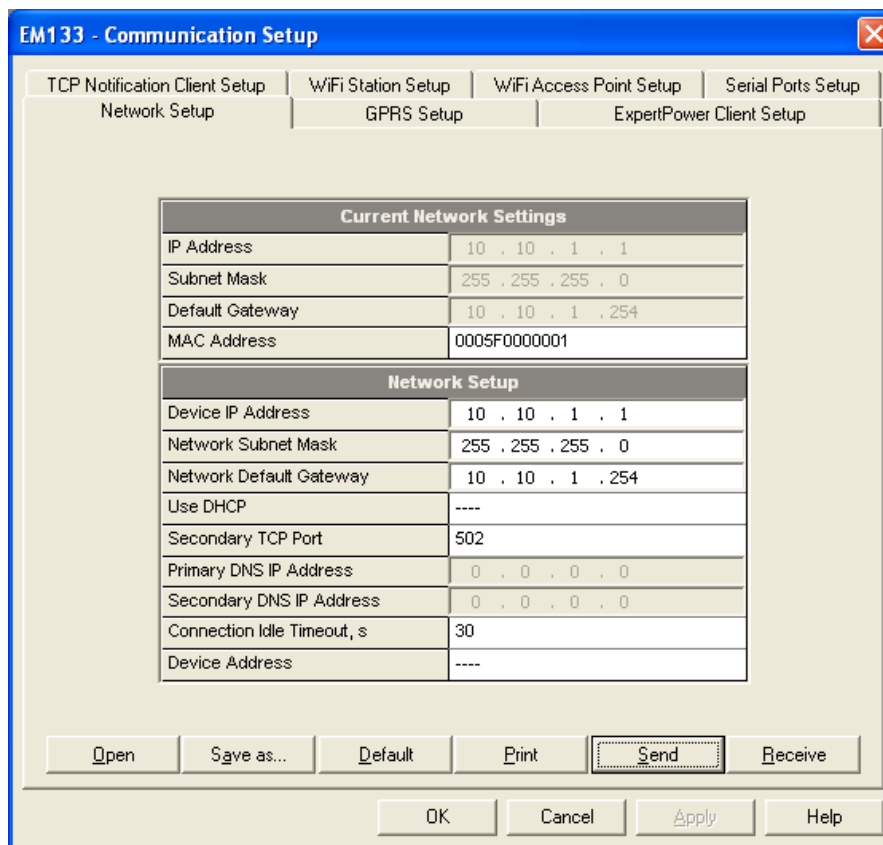 EM133 - Communication Setup
TCP Notification Client Setup WiFi Station Setup WiFi Access Point Setup Serial Ports Setup
Network Setup GPRS Setup ExpertPower Client Setup
Current Network Settings
IP Address 10 . 10 . 1 . 1
Subnet Mask 255 . 255 . 255 . 0
Default Gateway 10 . 10 . 1 . 254
MAC Address 0005F0000001
Network Setup
Device IP Address 10 . 10 . 1 . 1
Network Subnet Mask 255 . 255 . 255 . 0
Network Default Gateway 10 . 10 . 1 . 254
Use DHCP ----
Secondary TCP Port 502
Primary DNS IP Address 0 . 0 . 0 . 0
Secondary DNS IP Address 0 . 0 . 0 . 0
Connection Idle Timeout, s 30
Device Address ----
Open Save as... Default Print Send Receive
OK Cancel Apply Help